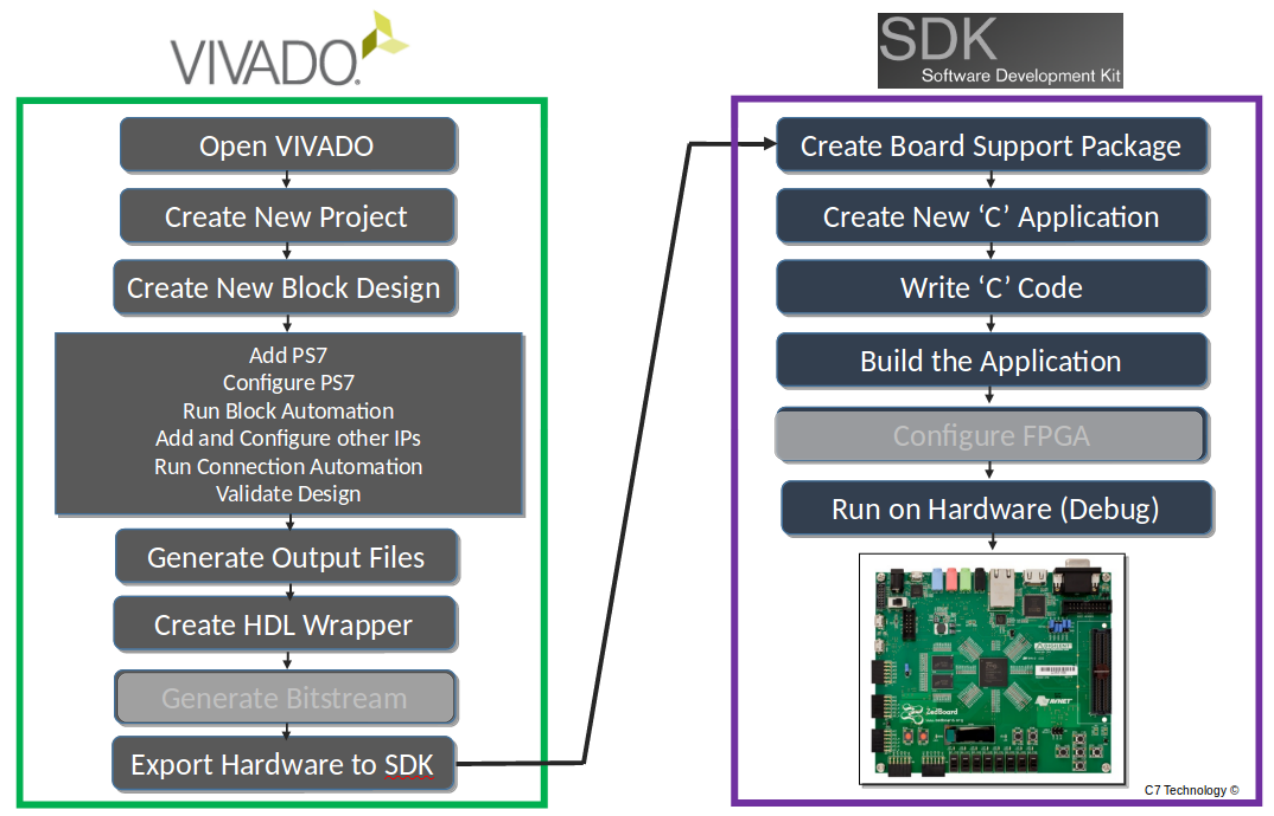 VIVADO.
Open VIVADO
Create New Project
Create New Block Design
Add PS7
Configure PS7
Run Block Automation
Add and Configure other IPs
Run Connection Automation
Validate Design
Generate Output Files
Create HDL Wrapper
Generate Bitstream
Export Hardware to SDK
SDK
Software Development Kit
Create Board Support Package
Create New ‘C’ Application
Write ‘C’ Code
Build the Application
Configure FPGA
Run on Hardware (Debug)
ZedBoard
AVNET
C7 Technology ©